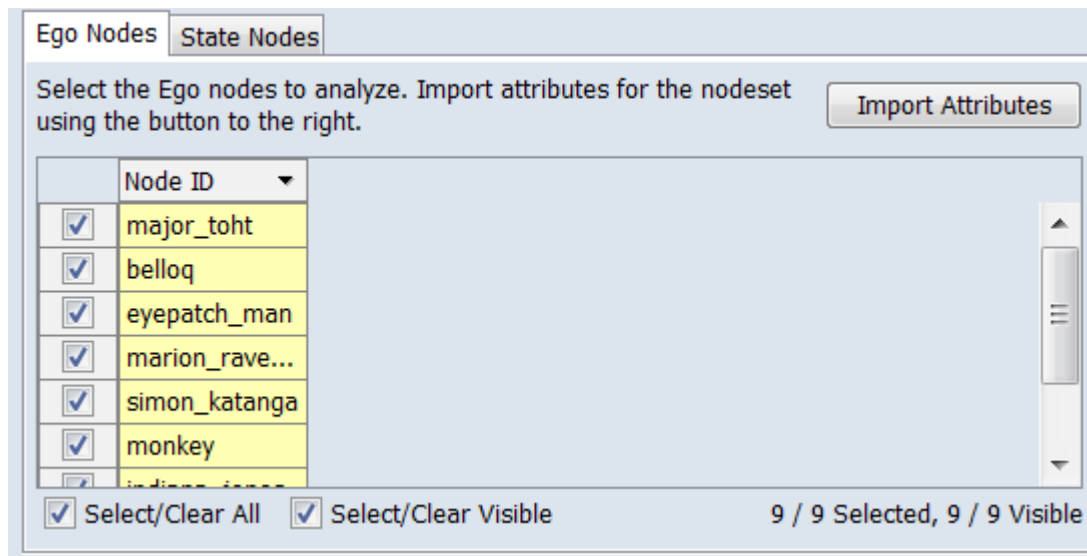 Ego Nodes State Nodes
Select the Ego nodes to analyze. Import attributes for the nodeset
using the button to the right.
Import Attributes
Node ID
major_toht
belloq
eyepatch_man
marion_rave...
simon_katanga
monkey
Select/Clear All Select/Clear Visible 9 / 9 Selected, 9 / 9 Visible